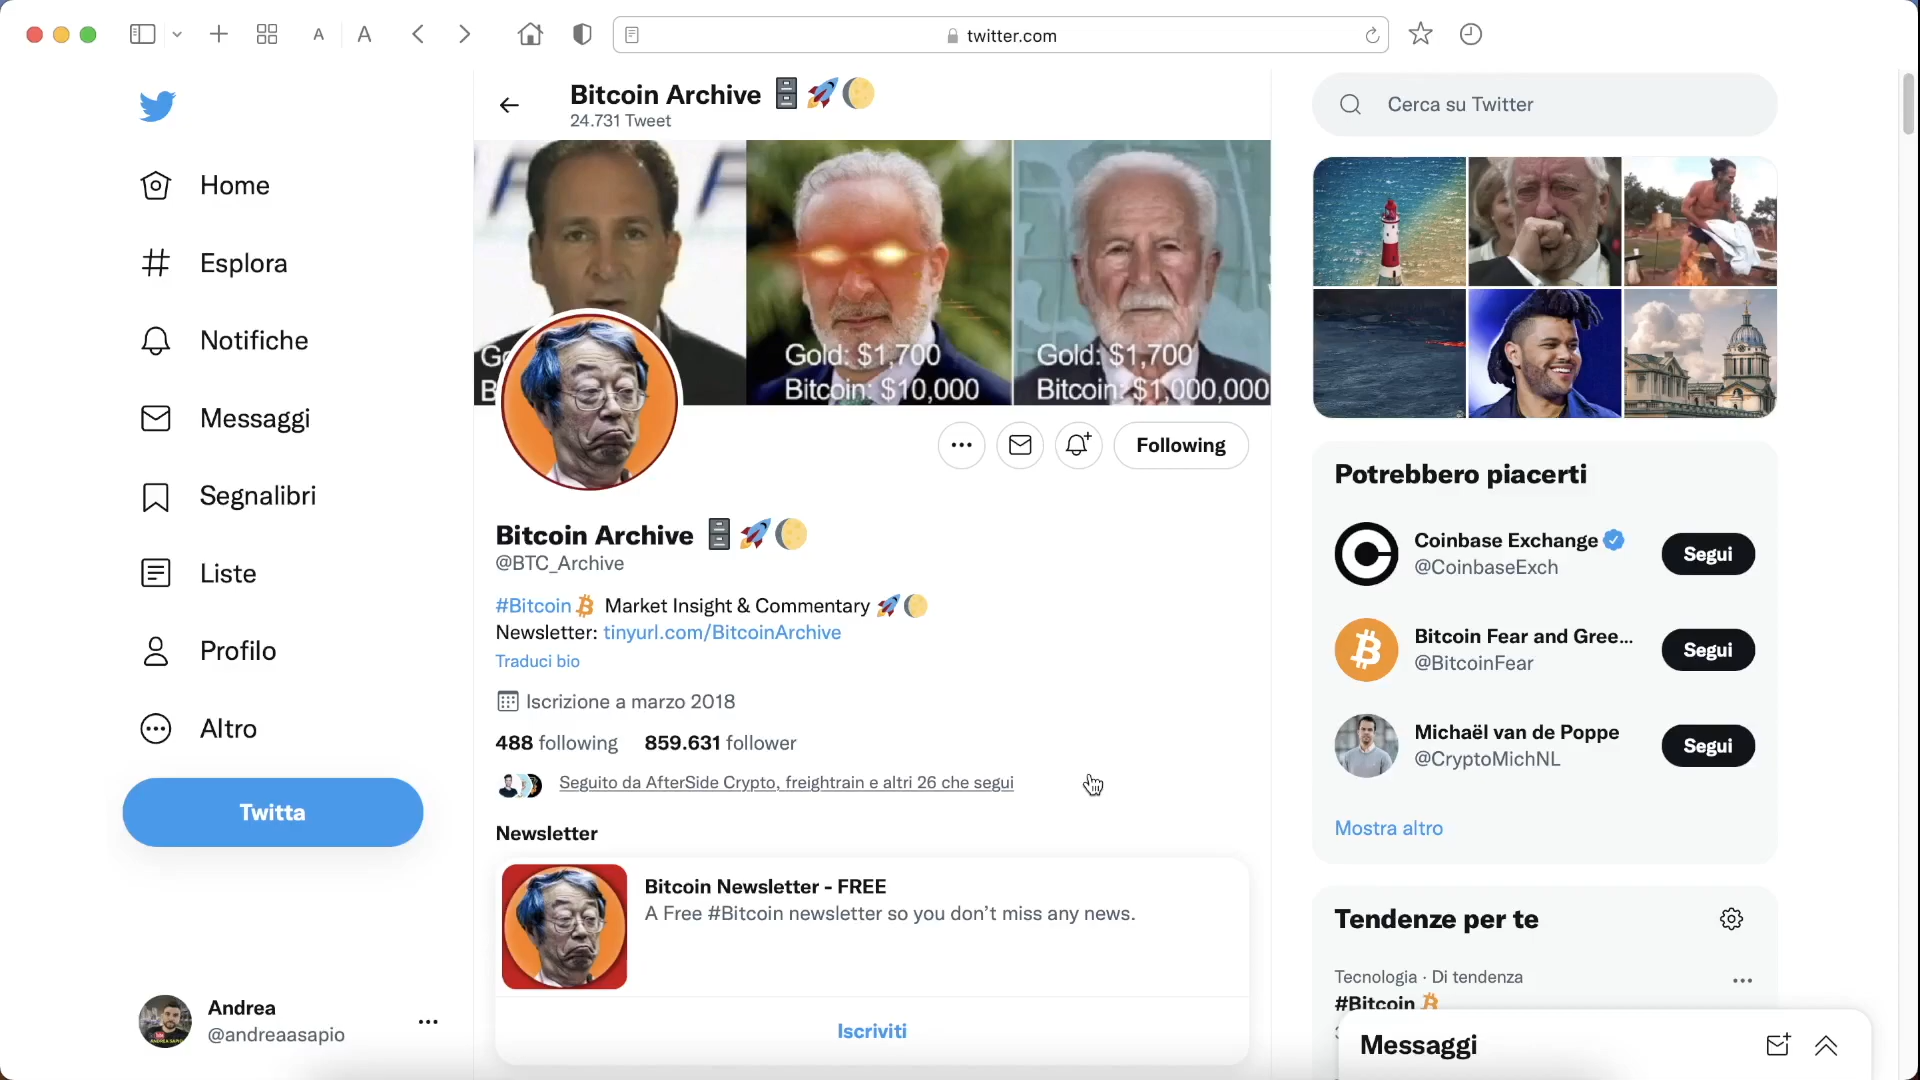 twitter.com
Home
Esplora
Notifiche
Messaggi
Segnalibri
Liste
Profilo
Altro
Twitta
Andrea
@andreaasapio
Bitcoin Archive 🗄️🚀🌔
24.731 Tweet
Gold: $1,700
Bitcoin: $10,000
Gold: $1,700
Bitcoin: $1,000,000
Following
Bitcoin Archive 🗄️🚀🌔
@BTC_Archive
#Bitcoin Market Insight & Commentary 🚀🌔
Newsletter: tinyurl.com/BitcoinArchive
Traduci bio
Iscrizione a marzo 2018
488 following 859.631 follower
Seguito da AfterSide Crypto, freightrain e altri 26 che segui
Newsletter
Bitcoin Newsletter - FREE
A Free #Bitcoin newsletter so you don’t miss any news.
Iscriviti
Cerca su Twitter
Potrebbero piacerti
Coinbase Exchange
@CoinbaseExch
Segui
Bitcoin Fear and Gree...
@BitcoinFear
Segui
Michaël van de Poppe
@CryptoMichNL
Segui
Mostra altro
Tendenze per te
Tecnologia · Di tendenza
#Bitcoin
Messaggi